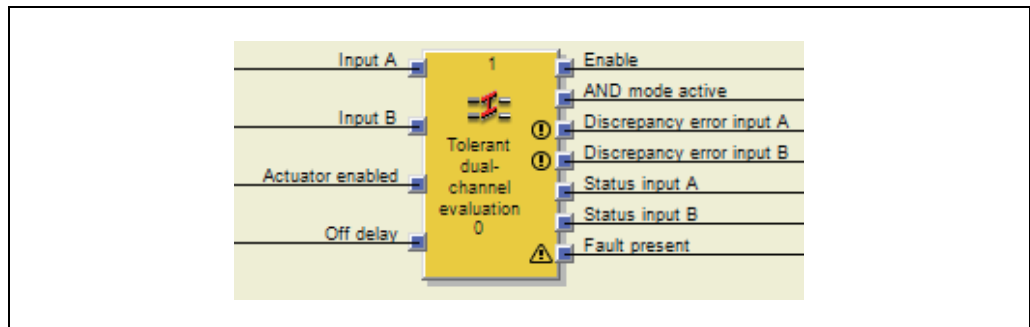 Input A
Input B
Actuator enabled
Off delay
1
Tolerant
dual-
channel
evaluation
0
Enable
AND mode active
Discrepancy error input A
Discrepancy error input B
Status input A
Status input B
Fault present